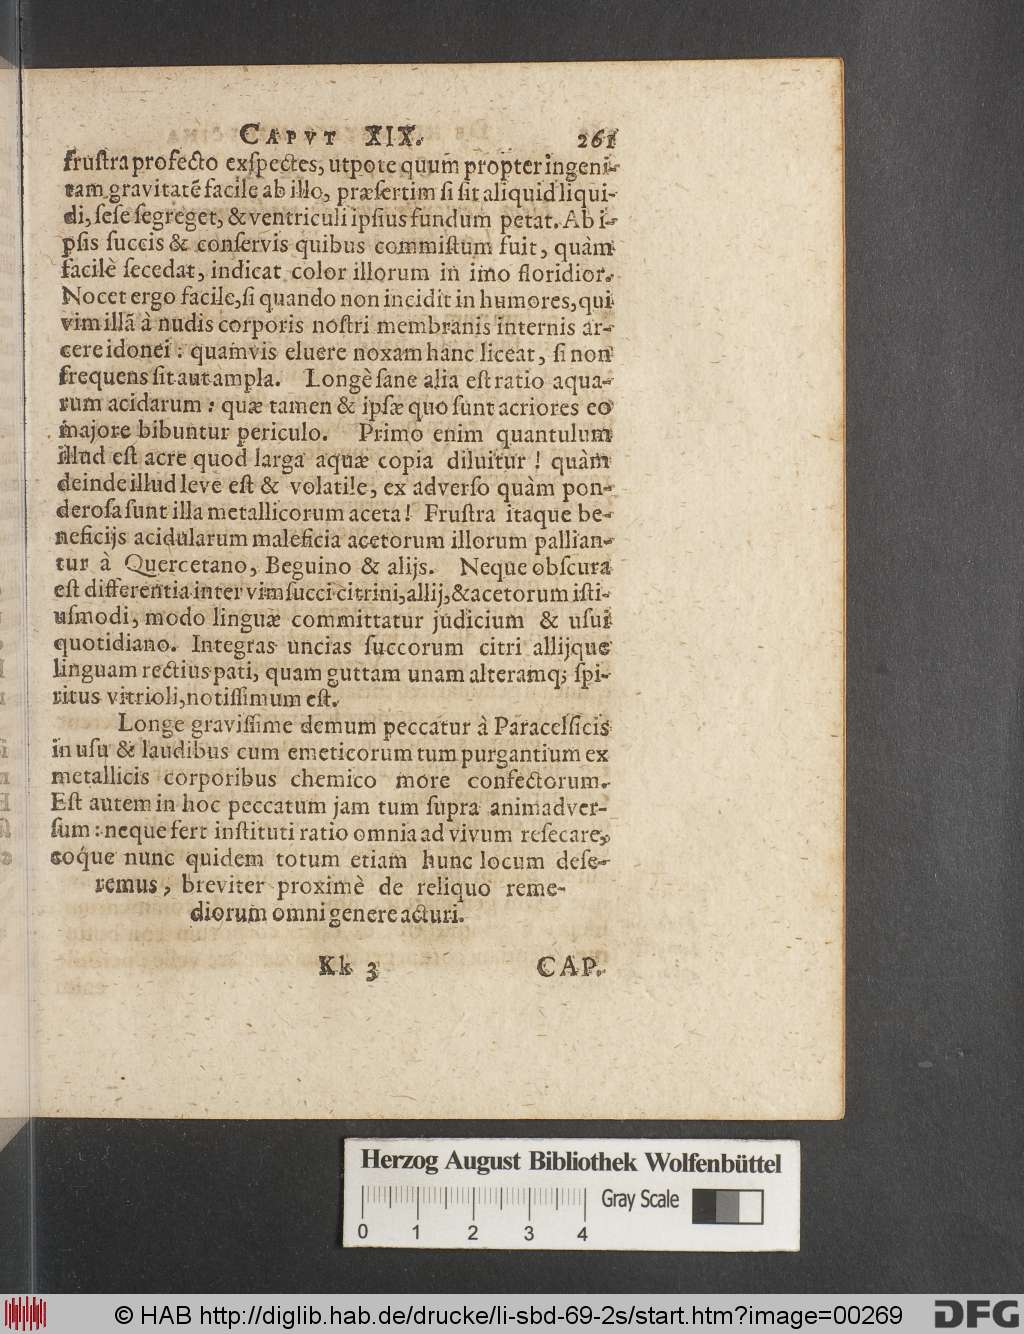 CAPVT XIX. 261
fruſtra profecto exſpectes, utpote quum̃ propter ingeni-
tam gravitatẽ facile ab illo, præſertim ſi ſit aliquid liqui-
di, ſeſe ſegreget, & ventriculi ipſius fundum petat. Ab i-
pſis ſuccis & conſervis quibus commiſtum fuit, quàm
facilè ſecedat, indicat color illorum in imo floridior.
Nocet ergo facile, ſi quando non incidit in humores, qui
vim illã à nudis corporis noſtri membranis internis ar-
cere idonei : quamvis eluere noxam hanc liceat, ſi non
frequens ſit aut ampla. Longè ſane alia eſt ratio aqua-
rum acidarum : quæ tamen & ipſæ quo ſunt acriores eo
majore bibuntur periculo. Primo enim quantulum
illud eſt acre quod larga aquæ copia diluitur ! quàm
deinde illud leve eſt & volatile, ex adverſo quàm pon-
deroſa ſunt illa metallicorum aceta! Fruſtra itaque be-
neficijs acidularum maleficia acetorum illorum pallian-
tur à Quercetano, Beguino & alijs. Neque obſcura
eſt differentia inter vim ſucci citrini, allij, & acetorum iſti-
uſmodi, modo linguæ committatur judicium & uſui
quotidiano. Integras uncias ſuccorum citri allijque
linguam rectius pati, quam guttam unam alteramq; ſpi-
ritus vitrioli, notiſſimum eſt.
Longe graviſſime demum peccatur à Paracelſicis
in uſu & laudibus cum emeticorum tum purgantium ex
metallicis corporibus chemico more confectorum.
Eſt autem in hoc peccatum jam tum ſupra animadver-
ſum : neque fert inſtituti ratio omnia ad vivum reſecare,
eoq́ue nunc quidem totum etiam hunc locum deſe-
remus, breviter proximè de reliquo reme-
diorum omni genere acturi.
Kk 3 CAP.
Herzog August Bibliothek Wolfenbüttel
Gray Scale
0 1 2 3 4
© HAB http://diglib.hab.de/drucke/li-sbd-69-2s/start.htm?image=00269 DFG